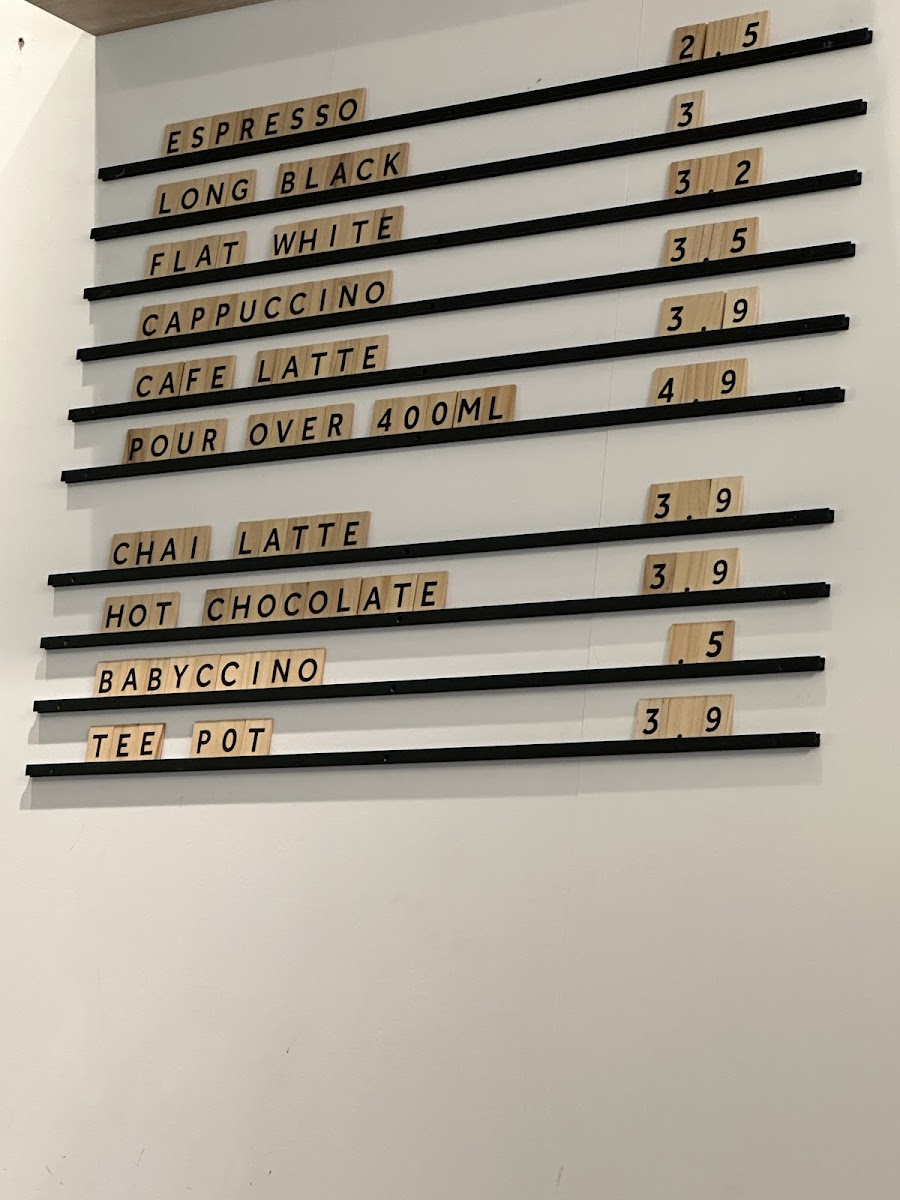 ESPRESSO 2.5
LONG BLACK 3
FLAT WHITE 3.2
CAPPUCCINO 3.5
CAFE LATTE 3.9
POUR OVER 400ML 4.9
CHAI LATTE 3.9
HOT CHOCOLATE 3.9
BABYCCINO .5
TEE POT 3.9